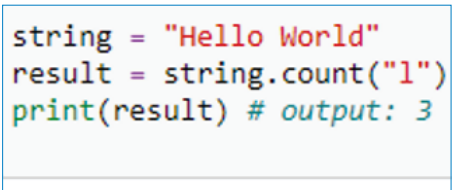 string = "Hello World"
result = string.count("l")
print(result) # output: 3